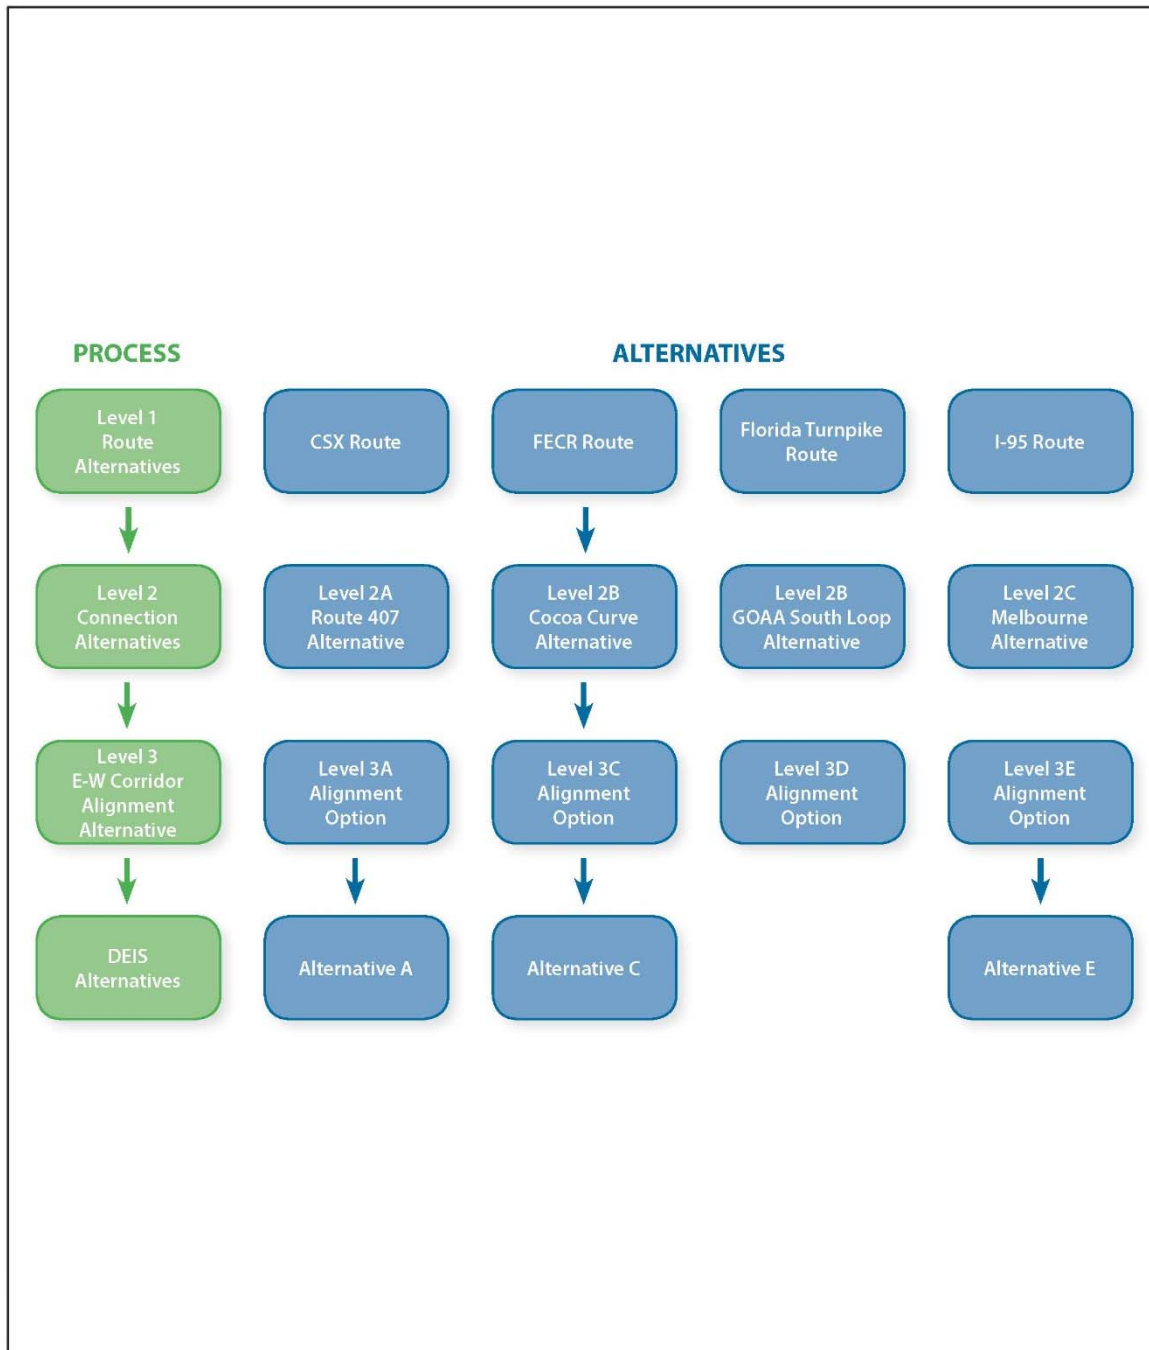 PROCESS
ALTERNATIVES
Level 1
Route
Alternatives
CSX Route
FECR Route
Florida Turnpike
Route
I-95 Route
Level 2
Connection
Alternatives
Level 2A
Route 407
Alternative
Level 2B
Cocoa Curve
Alternative
Level 2B
GOAA South Loop
Alternative
Level 2C
Melbourne
Alternative
Level 3
E-W Corridor
Alignment
Alternative
Level 3A
Alignment
Option
Level 3C
Alignment
Option
Level 3D
Alignment
Option
Level 3E
Alignment
Option
DEIS
Alternatives
Alternative A
Alternative C
Alternative E